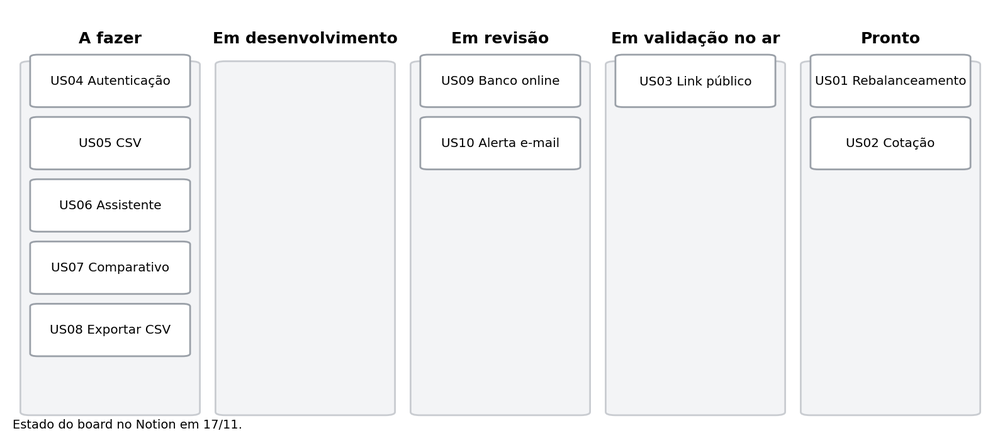 A fazer
US04 Autenticação
US05 CSV
US06 Assistente
US07 Comparativo
US08 Exportar CSV
Em desenvolvimento
Em revisão
US09 Banco online
US10 Alerta e-mail
Em validação no ar
US03 Link público
Pronto
US01 Rebalanceamento
US02 Cotação
Estado do board no Notion em 17/11.